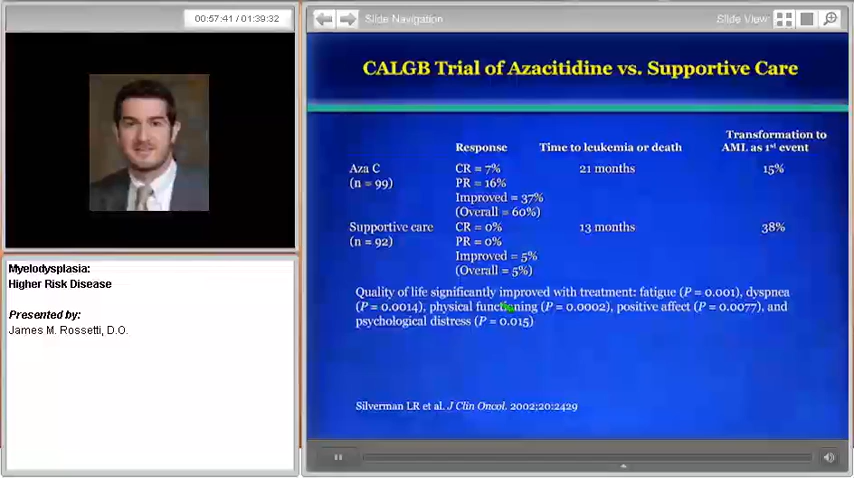 00:57:41 / 01:39:32
Slide Navigation
Slide View:
Myelodysplasia:
Higher Risk Disease
Presented by:
James M. Rossetti, D.O.
CALGB Trial of Azacitidine vs. Supportive Care
Response Time to leukemia or death Transformation to
AML as 1st event
Aza C CR = 7% 21 months 15%
(n = 99) PR = 16%
Improved = 37%
(Overall = 60%)
Supportive care CR = 0% 13 months 38%
(n = 92) PR = 0%
Improved = 5%
(Overall = 5%)
Quality of life significantly improved with treatment: fatigue (P = 0.001), dyspnea
(P = 0.0014), physical functioning (P = 0.0002), positive affect (P = 0.0077), and
psychological distress (P = 0.015)
Silverman LR et al. J Clin Oncol. 2002;20:2429